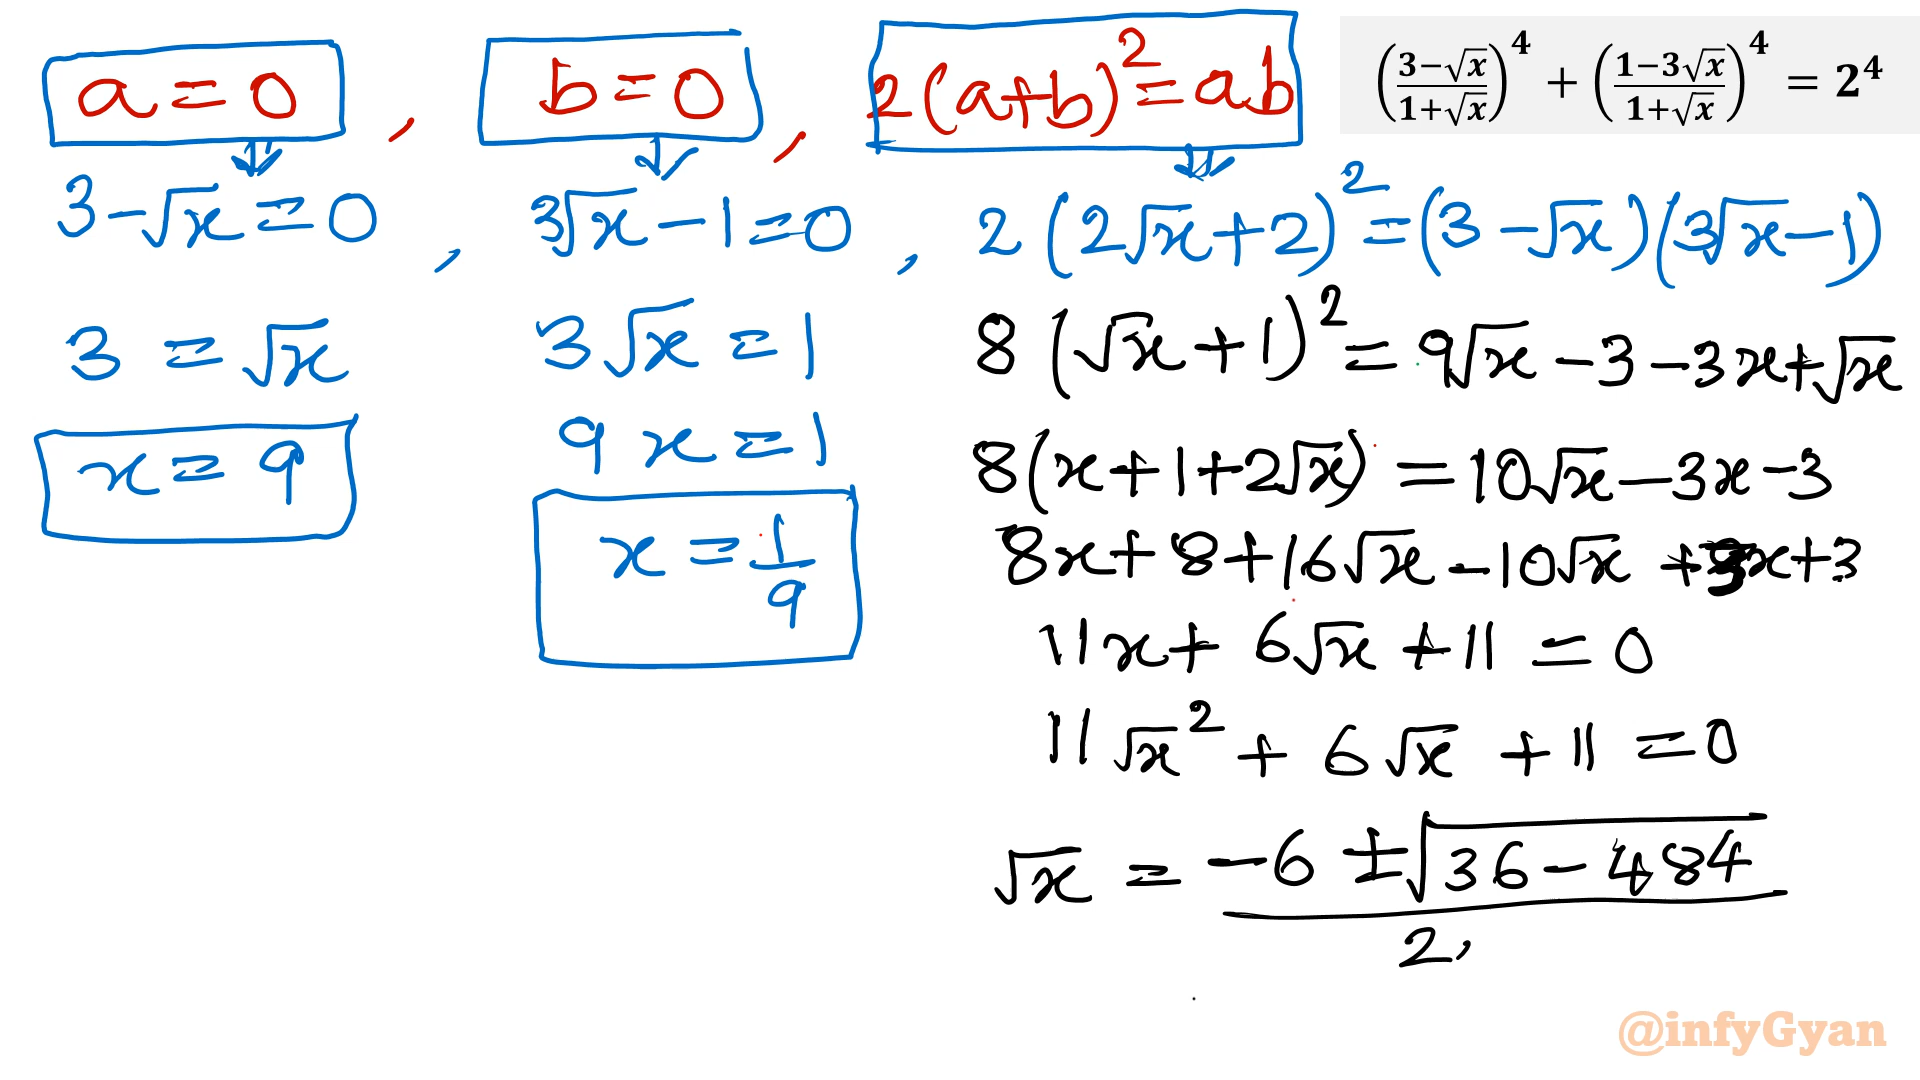 a = 0 , b = 0 , 2(a+b)² = ab
((3−√x)/(1+√x))⁴ + ((1−3√x)/(1+√x))⁴ = 2⁴
3 − √x = 0 , 3√x − 1 = 0 , 2(2√x + 2)² = (3 − √x)(3√x − 1)
3 = √x
x = 9
3√x = 1
9x = 1
x = 1/9
8(√x + 1)² = 9√x − 3 − 3x + √x
8(x + 1 + 2√x) = 10√x − 3x − 3
8x + 8 + 16√x − 10√x + 3x + 3
11x + 6√x + 11 = 0
11√x² + 6√x + 11 = 0
√x = (−6 ± √(36 − 484))/2,
@infyGyan